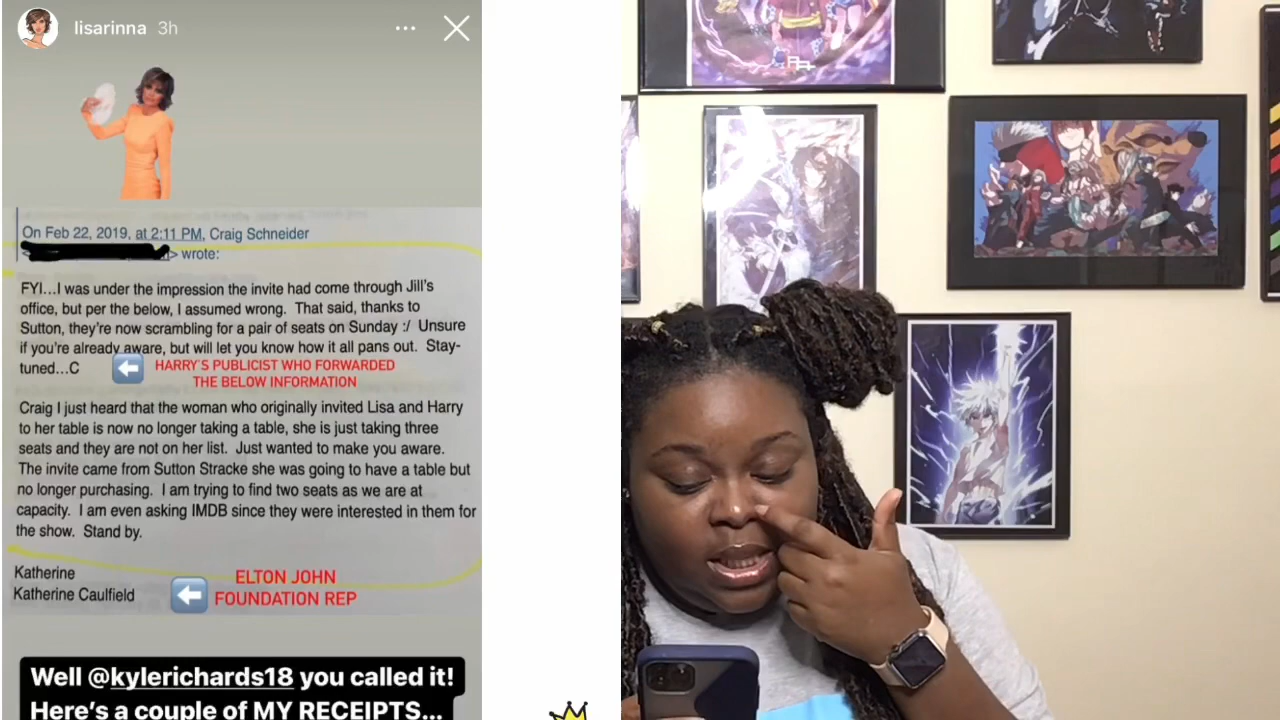 lisarinna 3h
On Feb 22, 2019, at 2:11 PM, Craig Schneider
> wrote:
FYI...I was under the impression the invite had come through Jill's
office, but per the below, I assumed wrong. That said, thanks to
Sutton, they're now scrambling for a pair of seats on Sunday :/ Unsure
if you're already aware, but will let you know how it all pans out. Stay-
tuned...C
HARRY'S PUBLICIST WHO FORWARDED
THE BELOW INFORMATION
Craig I just heard that the woman who originally invited Lisa and Harry
to her table is now no longer taking a table, she is just taking three
seats and they are not on her list. Just wanted to make you aware.
The invite came from Sutton Stracke she was going to have a table but
no longer purchasing. I am trying to find two seats as we are at
capacity. I am even asking IMDB since they were interested in them for
the show. Stand by.
Katherine
Katherine Caulfield
ELTON JOHN
FOUNDATION REP
Well @kylerichards18 you called it!
Here's a couple of MY RECEIPTS...